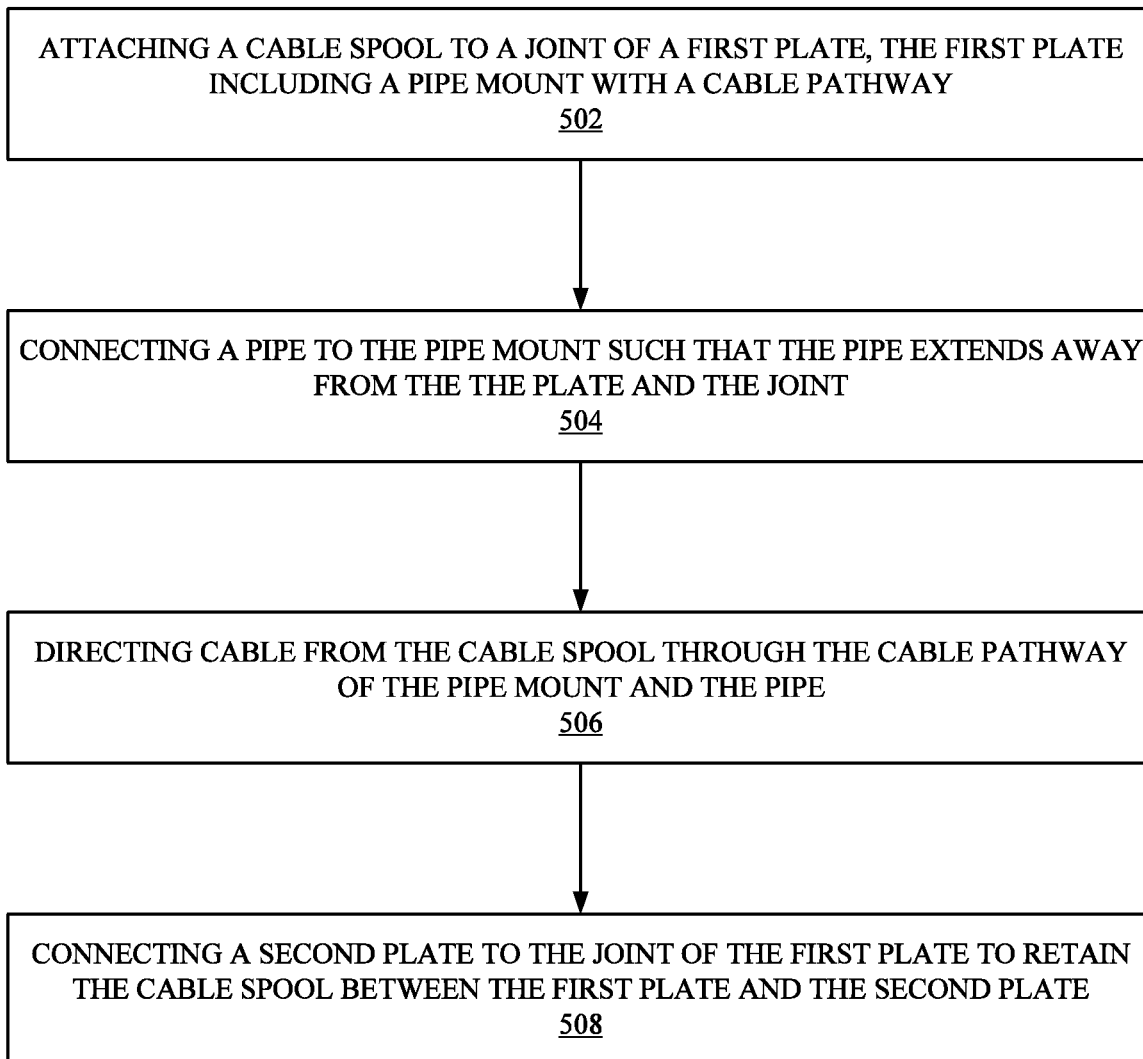 ATTACHING A CABLE SPOOL TO A JOINT OF A FIRST PLATE, THE FIRST PLATE
INCLUDING A PIPE MOUNT WITH A CABLE PATHWAY
502
CONNECTING A PIPE TO THE PIPE MOUNT SUCH THAT THE PIPE EXTENDS AWAY
FROM THE THE PLATE AND THE JOINT
504
DIRECTING CABLE FROM THE CABLE SPOOL THROUGH THE CABLE PATHWAY
OF THE PIPE MOUNT AND THE PIPE
506
CONNECTING A SECOND PLATE TO THE JOINT OF THE FIRST PLATE TO RETAIN
THE CABLE SPOOL BETWEEN THE FIRST PLATE AND THE SECOND PLATE
508